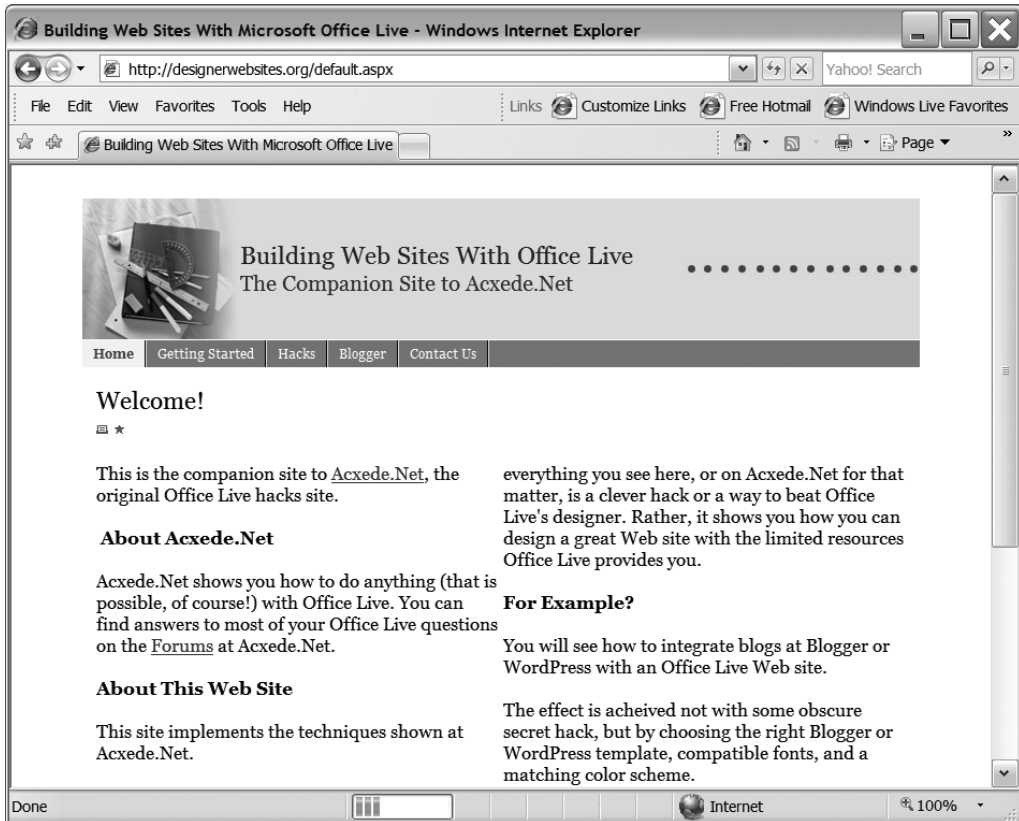 Building Web Sites With Microsoft Office Live - Windows Internet Explorer
http://designerwebsites.org/default.aspx
Yahoo! Search
File Edit View Favorites Tools Help
Links Customize Links Free Hotmail Windows Live Favorites
Building Web Sites With Microsoft Office Live
Page
»
Building Web Sites With Office Live
The Companion Site to Acxede.Net
Home Getting Started Hacks Blogger Contact Us
Welcome!
This is the companion site to Acxede.Net, the
original Office Live hacks site.
About Acxede.Net
Acxede.Net shows you how to do anything (that is
possible, of course!) with Office Live. You can
find answers to most of your Office Live questions
on the Forums at Acxede.Net.
About This Web Site
This site implements the techniques shown at
Acxede.Net.
everything you see here, or on Acxede.Net for that
matter, is a clever hack or a way to beat Office
Live's designer. Rather, it shows you how you can
design a great Web site with the limited resources
Office Live provides you.
For Example?
You will see how to integrate blogs at Blogger or
WordPress with an Office Live Web site.
The effect is acheived not with some obscure
secret hack, but by choosing the right Blogger or
WordPress template, compatible fonts, and a
matching color scheme.
Done
Internet
100%